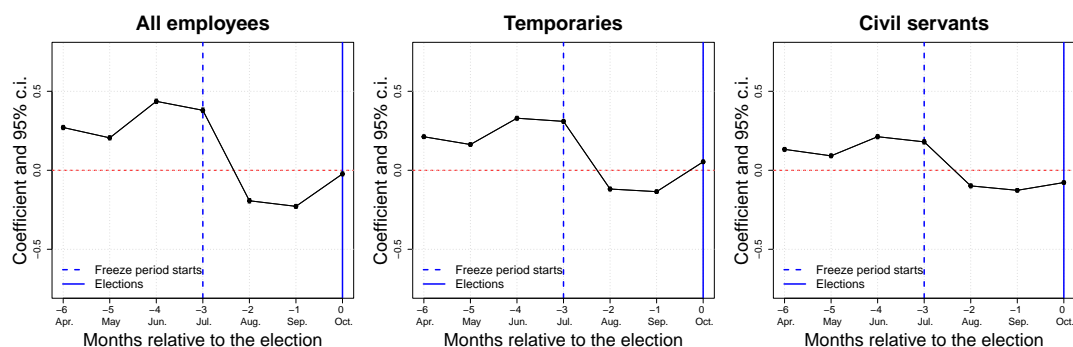 All employees
Coefficient and 95% c.i.
0.5
0.0
−0.5
Freeze period starts
Elections
−6 −5 −4 −3 −2 −1 0
Apr. May Jun. Jul. Aug. Sep. Oct.
Months relative to the election
Temporaries
Coefficient and 95% c.i.
0.5
0.0
−0.5
Freeze period starts
Elections
−6 −5 −4 −3 −2 −1 0
Apr. May Jun. Jul. Aug. Sep. Oct.
Months relative to the election
Civil servants
Coefficient and 95% c.i.
0.5
0.0
−0.5
Freeze period starts
Elections
−6 −5 −4 −3 −2 −1 0
Apr. May Jun. Jul. Aug. Sep. Oct.
Months relative to the election